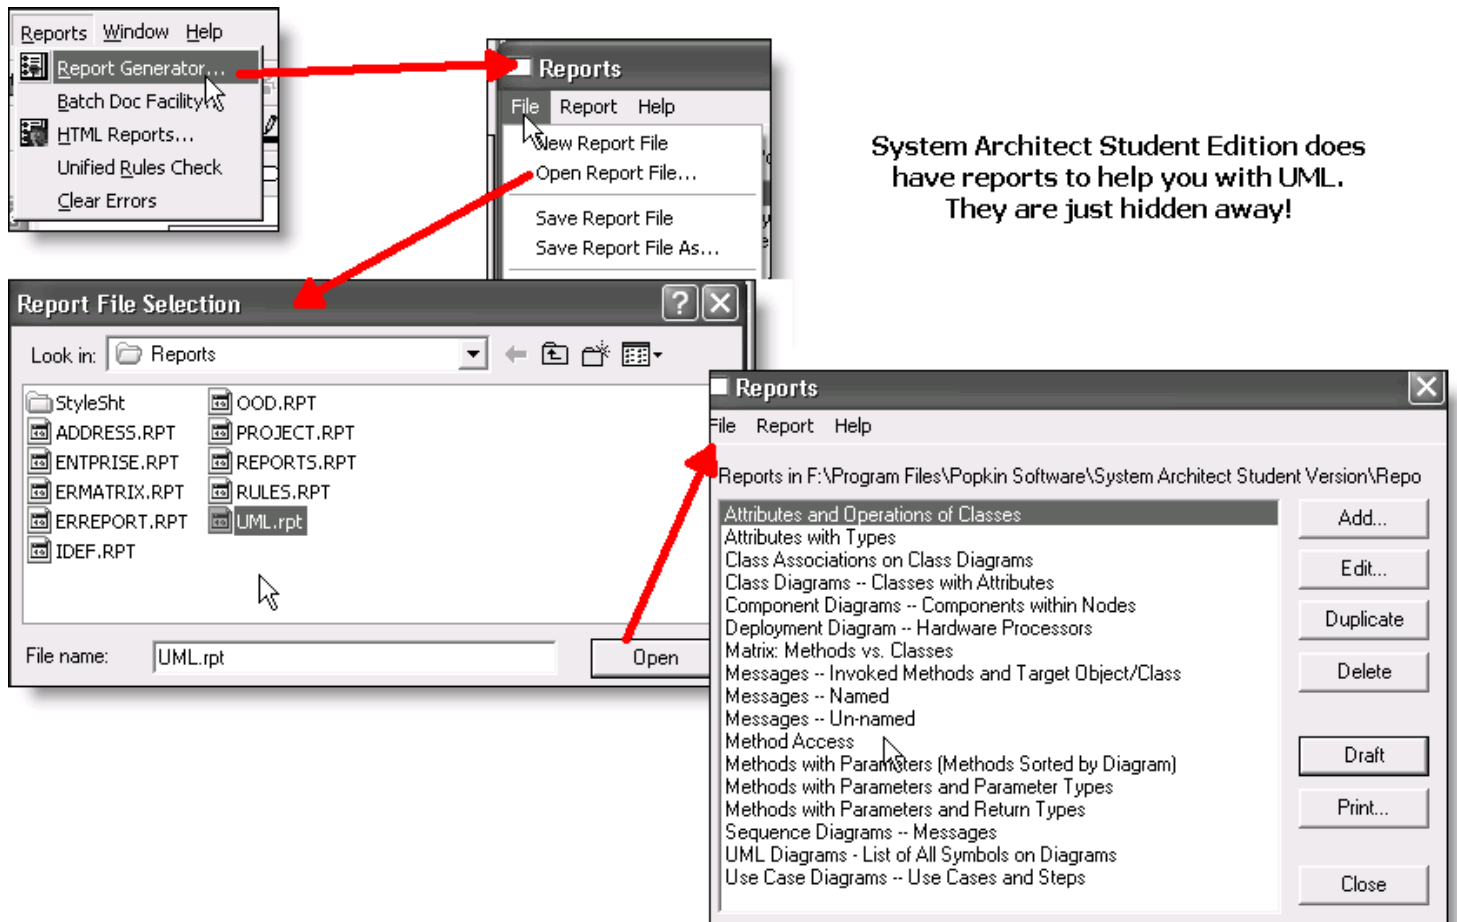 Reports Window Help
Report Generator...
Batch Doc Facility
HTML Reports...
Unified Rules Check
Clear Errors
Reports
File Report Help
New Report File
Open Report File...
Save Report File
Save Report File As...
System Architect Student Edition does
have reports to help you with UML.
They are just hidden away!
Report File Selection
Look in: Reports
StyleSht
ADDRESS.RPT
ENTPRISE.RPT
ERMATRIX.RPT
ERREPORT.RPT
IDEF.RPT
OOD.RPT
PROJECT.RPT
REPORTS.RPT
RULES.RPT
UML.rpt
File name: UML.rpt
Open
Reports
File Report Help
Reports in F:\Program Files\Popkin Software\System Architect Student Version\Repo
Attributes and Operations of Classes
Attributes with Types
Class Associations on Class Diagrams
Class Diagrams -- Classes with Attributes
Component Diagrams -- Components within Nodes
Deployment Diagram -- Hardware Processors
Matrix: Methods vs. Classes
Messages -- Invoked Methods and Target Object/Class
Messages -- Named
Messages -- Un-named
Method Access
Methods with Parameters (Methods Sorted by Diagram)
Methods with Parameters and Parameter Types
Methods with Parameters and Return Types
Sequence Diagrams -- Messages
UML Diagrams - List of All Symbols on Diagrams
Use Case Diagrams -- Use Cases and Steps
Add...
Edit...
Duplicate
Delete
Draft
Print...
Close